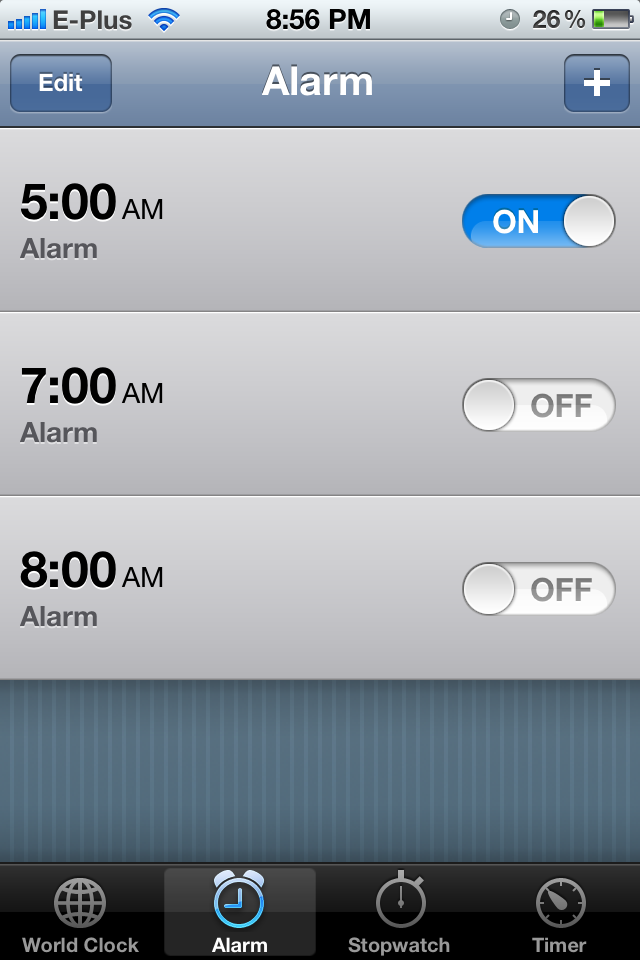 E-Plus 8:56 PM 26%
Edit Alarm +
5:00 AM ON
Alarm
7:00 AM OFF
Alarm
8:00 AM OFF
Alarm
World Clock Alarm Stopwatch Timer